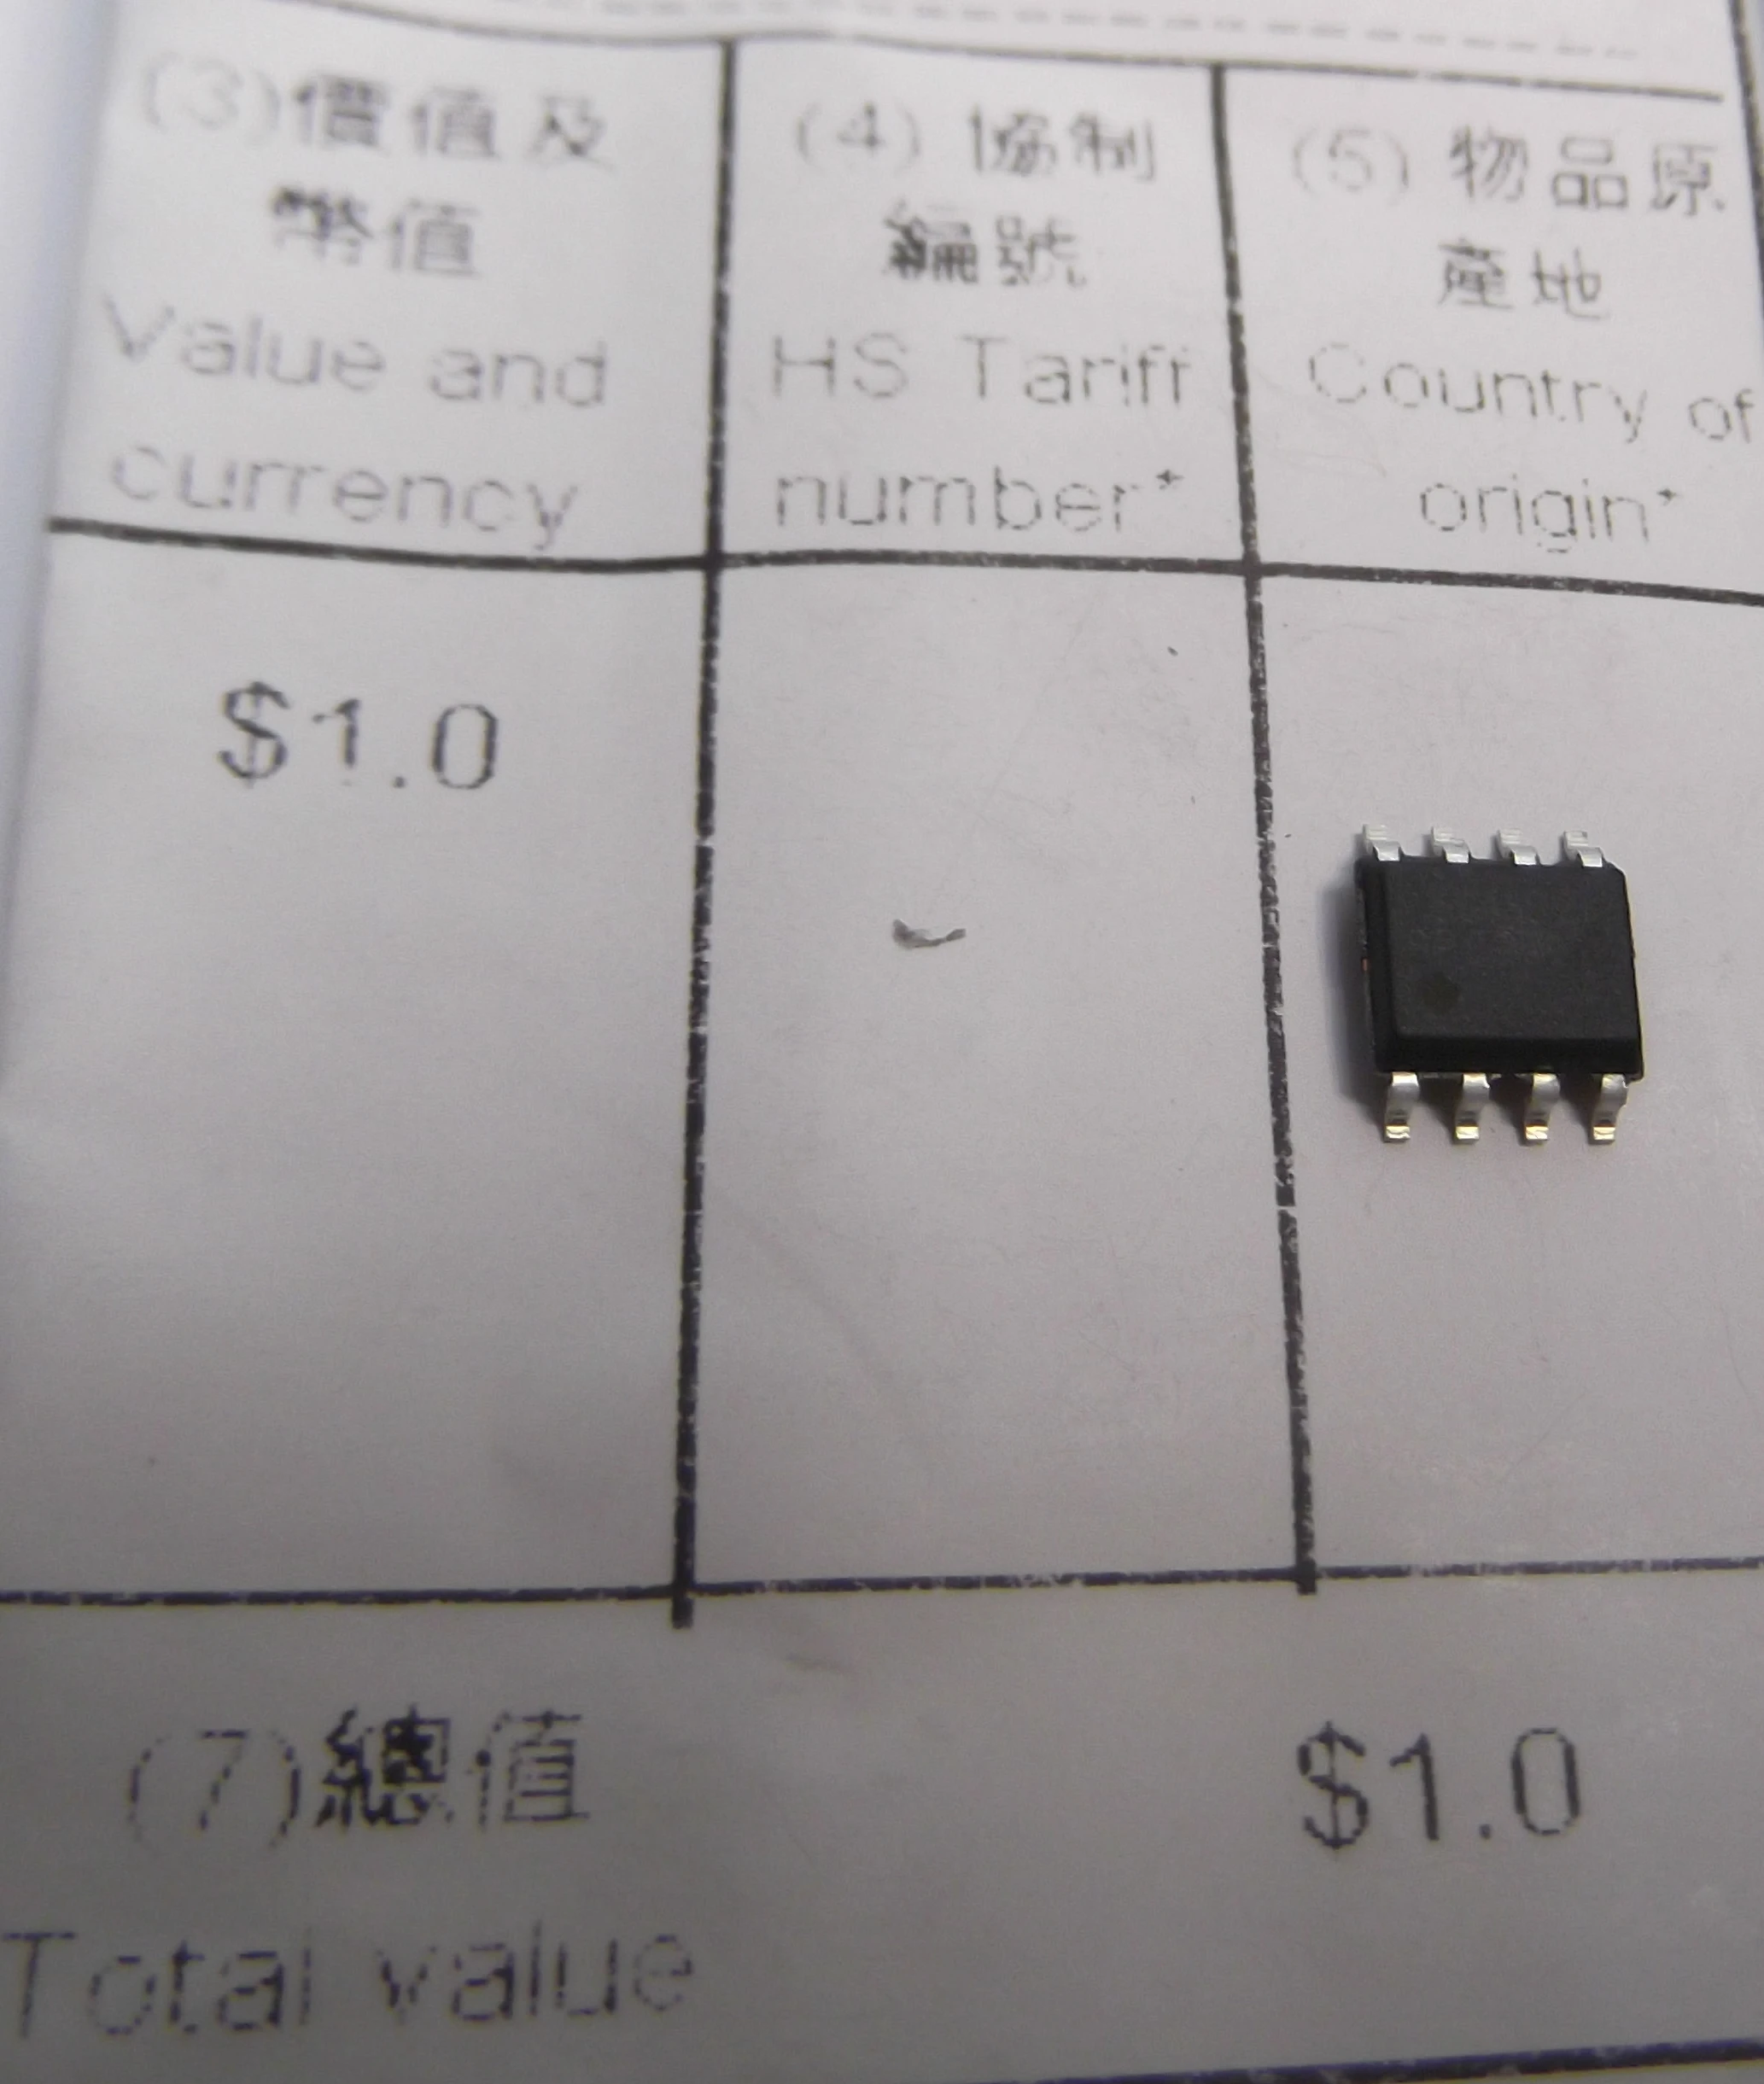 (3)價值及
幣值
Value and
currency
(4) 協制
編號
HS Tariff
number*
(5) 物品原
產地
Country of
origin*
$1.0
(7)總值
$1.0
Total value